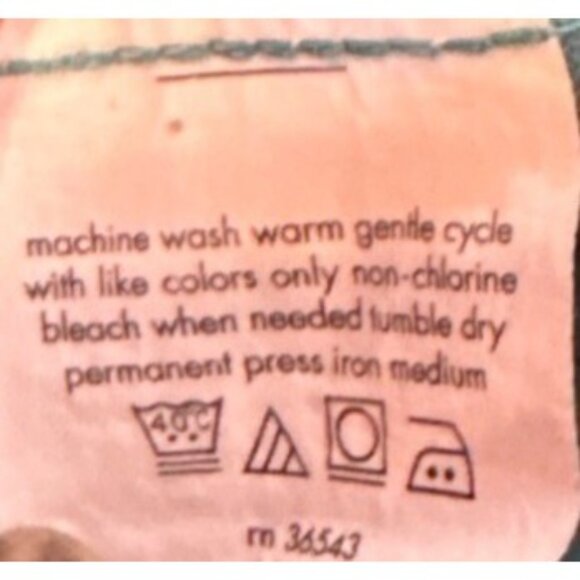 machine wash warm gentle cycle
with like colors only non-chlorine
bleach when needed tumble dry
permanent press iron medium
40°C
rn 36543